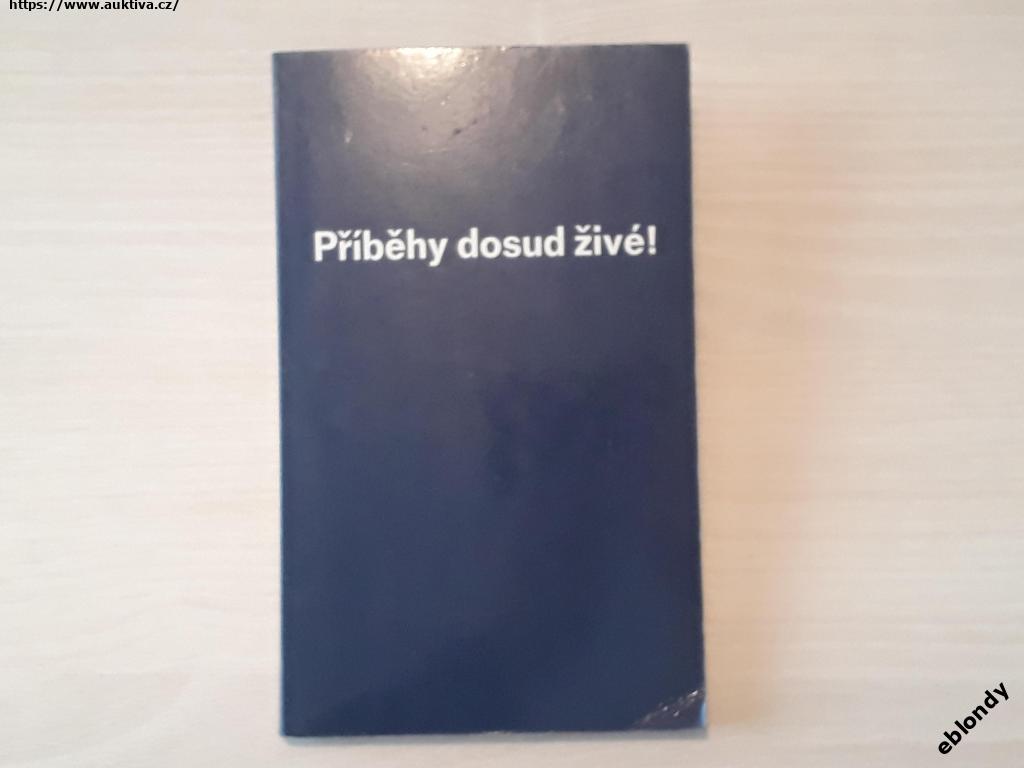 https://www.auktiva.cz/
Příběhy dosud živé!
eblondy